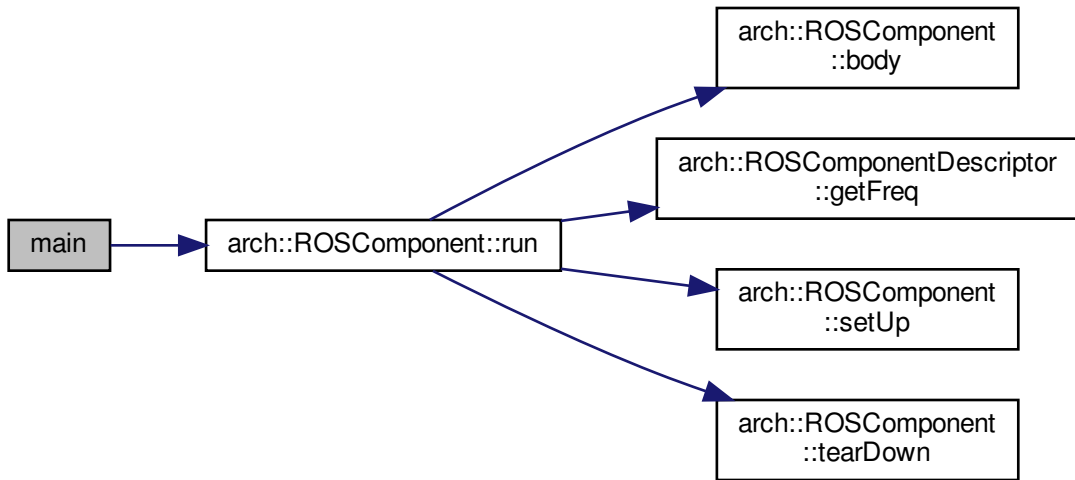 arch::ROSComponent
::body
arch::ROSComponentDescriptor
::getFreq
main
arch::ROSComponent::run
arch::ROSComponent
::setUp
arch::ROSComponent
::tearDown